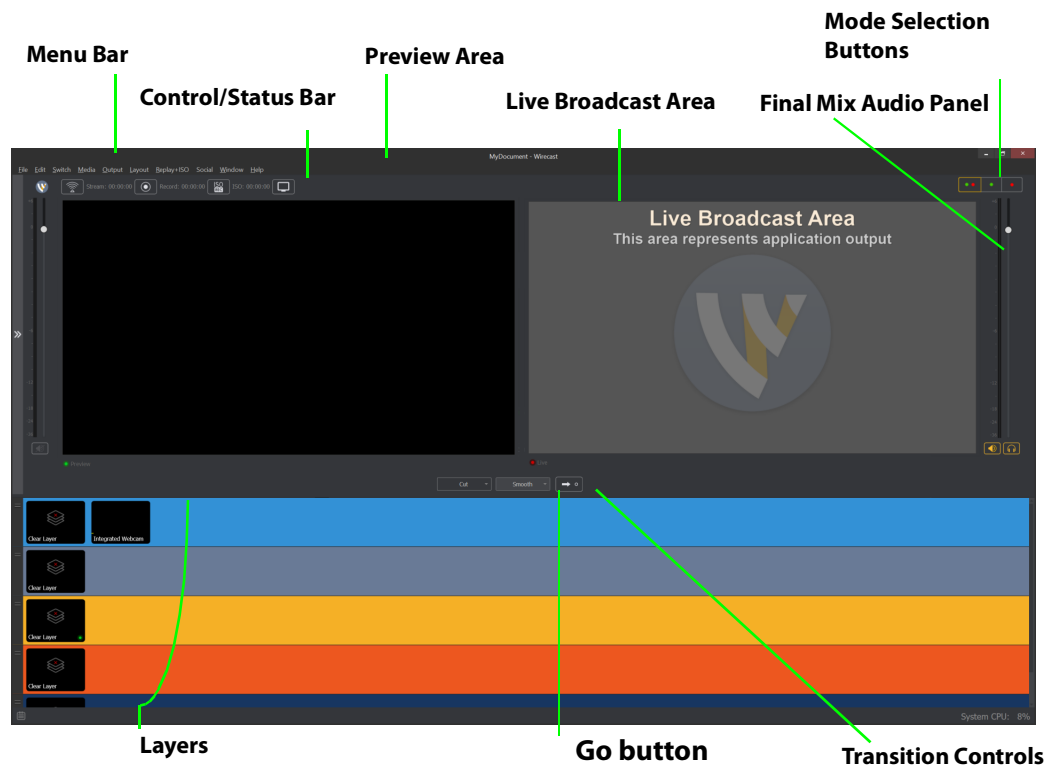 Mode Selection
Buttons
Menu Bar
Preview Area
Control/Status Bar
Live Broadcast Area
Final Mix Audio Panel
MyDocument - Wirecast
File Edit Switch Media Output Layout Replay+ISO Social Window Help
Stream: 00:00:00 Record: 00:00:00 ISO ISO: 00:00:00
Live Broadcast Area
This area represents application output
Preview
Live
Cut Smooth
Clear Layer Integrated Webcam
Clear Layer
Clear Layer
Clear Layer
System CPU: 8%
Layers
Go button
Transition Controls